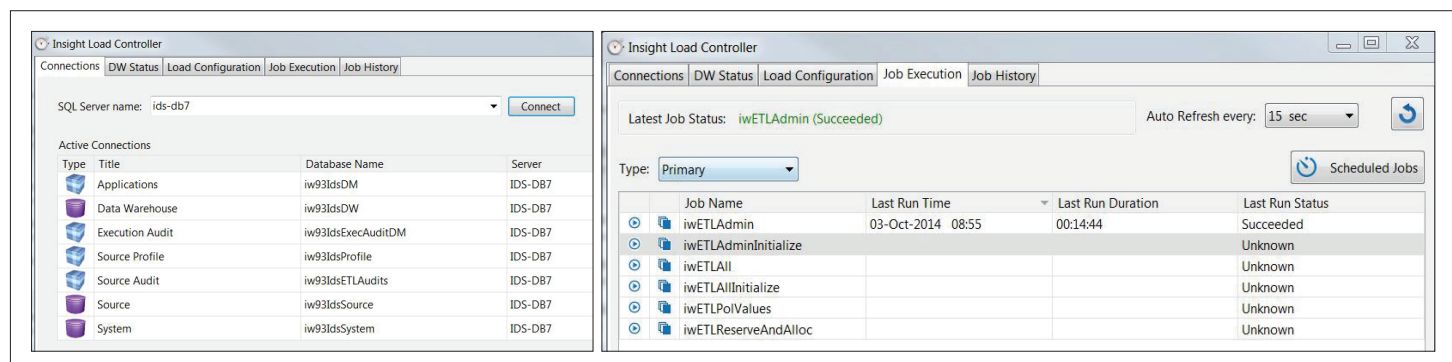 Insight Load Controller
Connections DW Status Load Configuration Job Execution Job History
SQL Server name: ids-db7 Connect
Active Connections
Type Title Database Name Server
Applications iw93IdsDM IDS-DB7
Data Warehouse iw93IdsDW IDS-DB7
Execution Audit iw93IdsExecAuditDM IDS-DB7
Source Profile iw93IdsProfile IDS-DB7
Source Audit iw93IdsETLAudits IDS-DB7
Source iw93IdsSource IDS-DB7
System iw93IdsSystem IDS-DB7
Insight Load Controller
Connections DW Status Load Configuration Job Execution Job History
Latest Job Status: iwETLAdmin (Succeeded) Auto Refresh every: 15 sec
Type: Primary Scheduled Jobs
Job Name Last Run Time Last Run Duration Last Run Status
iwETLAdmin 03-Oct-2014 08:55 00:14:44 Succeeded
iwETLAdminInitialize Unknown
iwETLAll Unknown
iwETLAllInitialize Unknown
iwETLPolValues Unknown
iwETLReserveAndAlloc Unknown